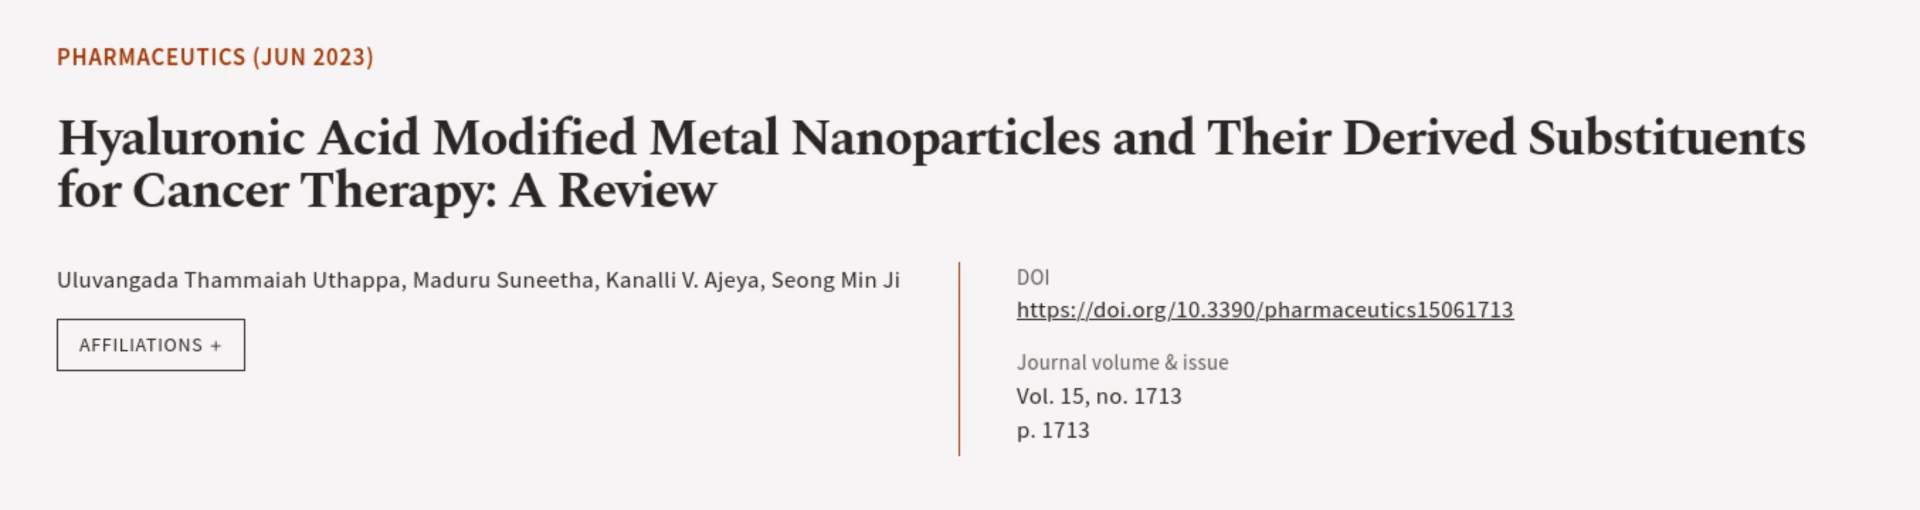 PHARMACEUTICS (JUN 2023)
Hyaluronic Acid Modified Metal Nanoparticles and Their Derived Substituents
for Cancer Therapy: A Review
Uluvangada Thammaiah Uthappa, Maduru Suneetha, Kanalli V. Ajeya, Seong Min Ji
AFFILIATIONS +
DOI
https://doi.org/10.3390/pharmaceutics15061713
Journal volume & issue
Vol. 15, no. 1713
p. 1713